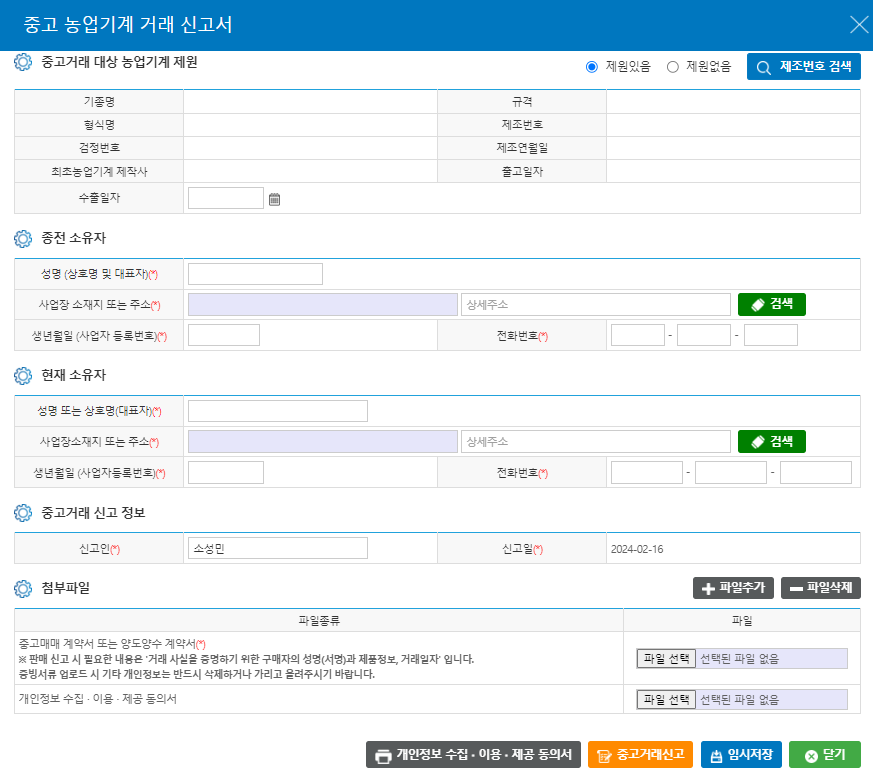 중고 농업기계 거래 신고서
중고거래 대상 농업기계 제원 제원있음 제원없음 제조번호 검색
기종명 규격
형식명 제조번호
검정번호 제조연월일
최초농업기계 제작사 출고일자
수출일자
종전 소유자
성명 (상호명 및 대표자)(*)
사업장 소재지 또는 주소(*) 상세주소 검색
생년월일 (사업자 등록번호)(*) 전화번호(*) - -
현재 소유자
성명 또는 상호명(대표자)(*)
사업장소재지 또는 주소(*) 상세주소 검색
생년월일 (사업자등록번호)(*) 전화번호(*) - -
중고거래 신고 정보
신고인(*) 소성민 신고일(*) 2024-02-16
첨부파일 파일추가 파일삭제
파일종류 파일
중고매매 계약서 또는 양도양수 계약서(*)
※ 판매 신고 시 필요한 내용은 '거래 사실을 증명하기 위한 구매자의 성명(서명)과 제품정보, 거래일자' 입니다.
파일 선택 선택된 파일 없음
증빙서류 업로드 시 기타 개인정보는 반드시 삭제하거나 가리고 올려주시기 바랍니다.
개인정보 수집 · 이용 · 제공 동의서 파일 선택 선택된 파일 없음
개인정보 수집 · 이용 · 제공 동의서 중고거래신고 임시저장 닫기